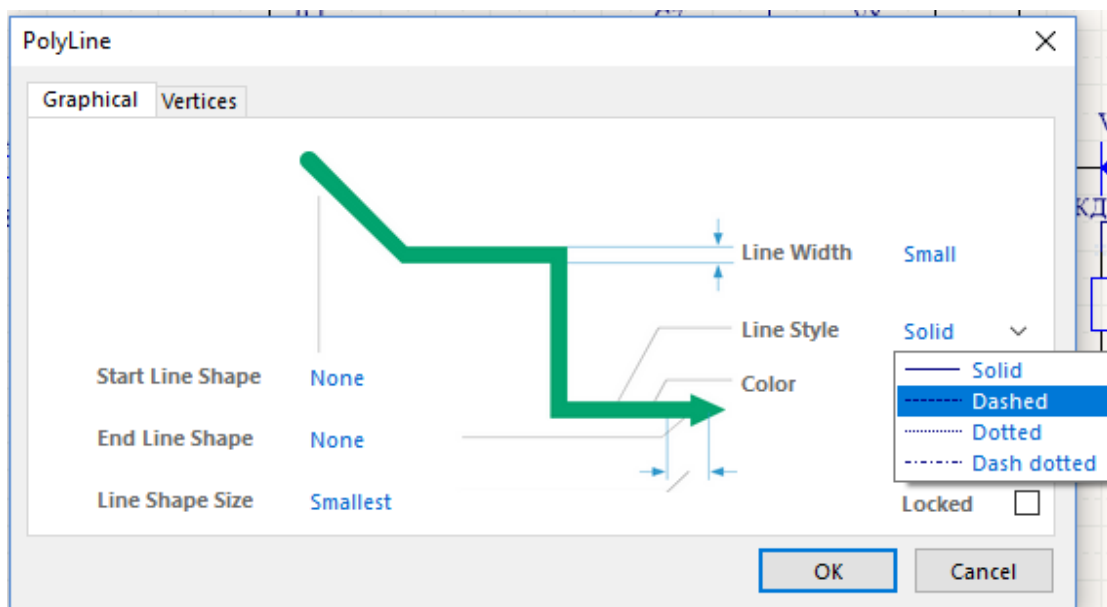 PolyLine
Graphical
Vertices
Line Width
Small
Line Style
Solid
Solid
Dashed
Dotted
Dash dotted
Start Line Shape
None
Color
End Line Shape
None
Line Shape Size
Smallest
Locked
OK
Cancel
КД